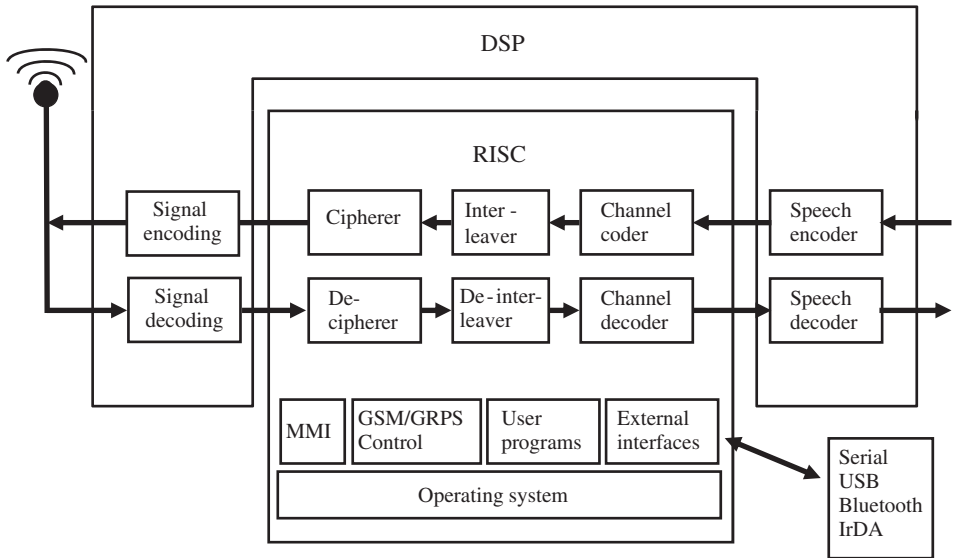 DSP
RISC
Signal
encoding
Cipherer
Inter -
leaver
Channel
coder
Speech
encoder
Signal
decoding
De-
cipherer
De-inter-
leaver
Channel
decoder
Speech
decoder
MMI
GSM/GRPS
Control
User
programs
External
interfaces
Operating system
Serial
USB
Bluetooth
IrDA